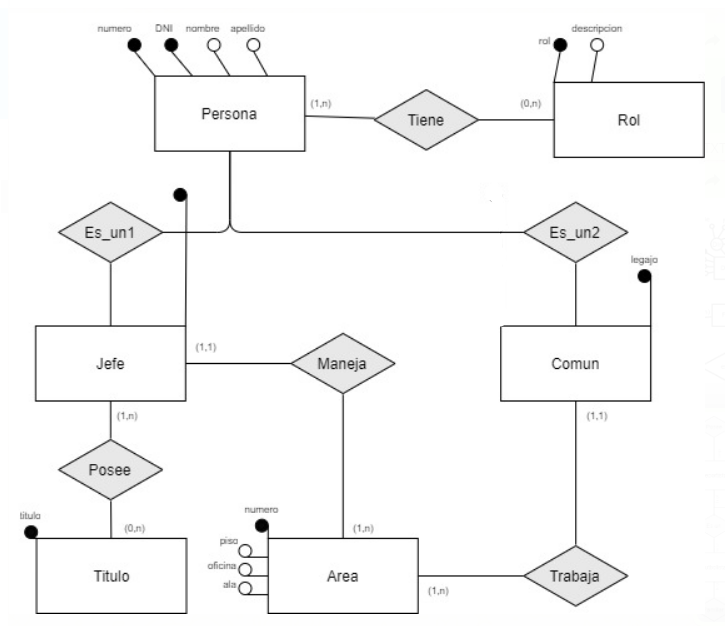 numero DNI nombre apellido
rol descripcion
Persona
(1,n)
Tiene
(0,n)
Rol
Es_un1
Es_un2
legajo
Jefe
(1,1)
Maneja
Comun
(1,n)
(1,1)
Posee
titulo
(0,n)
numero
(1,n)
piso
oficina
ala
Titulo
Area
(1,n)
Trabaja